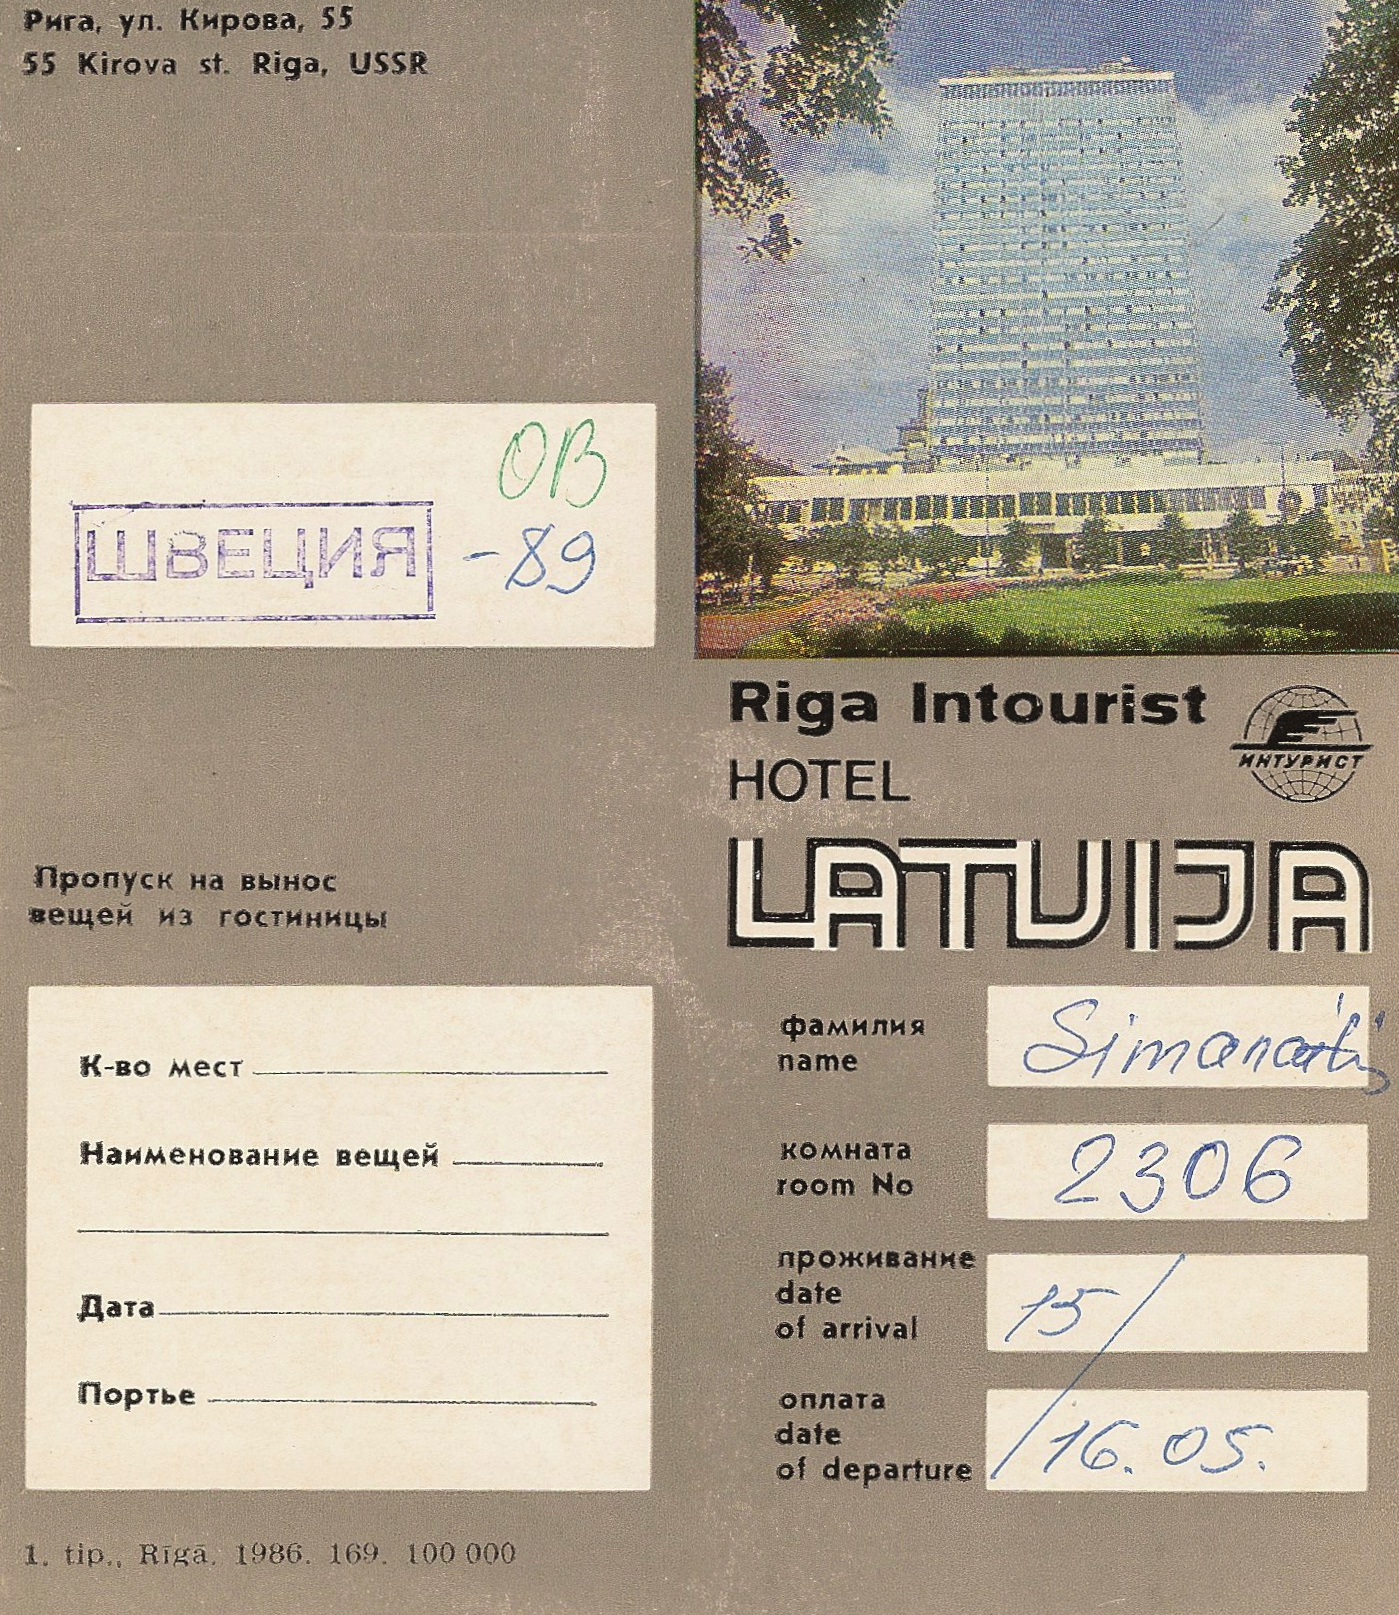 Рига, ул. Кирова, 55
55 Kirova st. Riga, USSR
ОВ
ШВЕЦИЯ -89
Пропуск на вынос
вещей из гостиницы
К-во мест
Наименование вещей
Дата
Портье
1. tip., Rīgā. 1986. 169. 100 000
Riga Intourist
ИНТУРИСТ
HOTEL
LATVIJA
фамилия
name
комната
room No
2306
проживание
date
of arrival
15/
оплата
date
of departure
16.05.